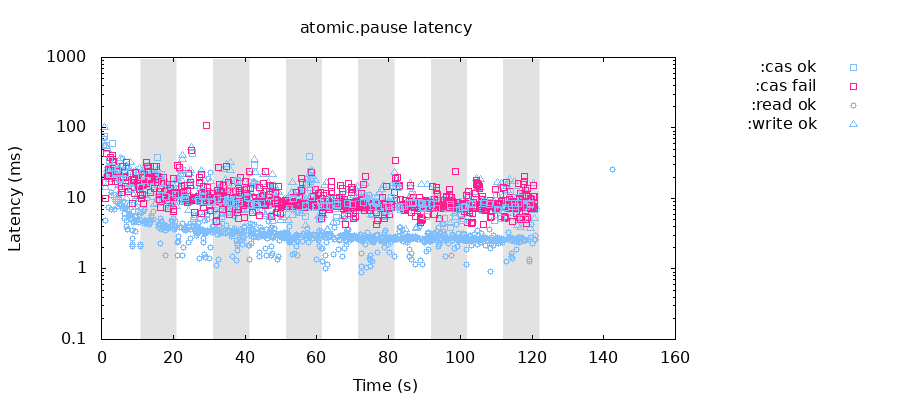 atomic.pause latency
1000
100
10
1
0.1
Latency (ms)
0 20 40 60 80 100 120 140 160
Time (s)
:cas ok
:cas fail
:read ok
:write ok